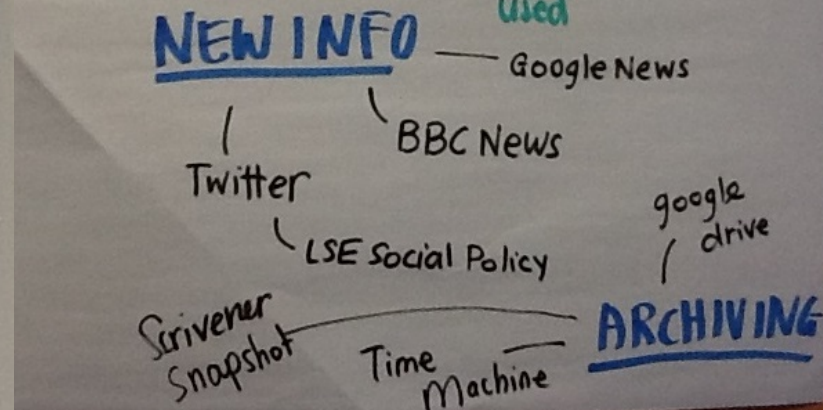 used
NEW INFO
Google News
BBC News
Twitter
LSE Social Policy
google
drive
ARCHIVING
Scrivener
Snapshot
Time
Machine